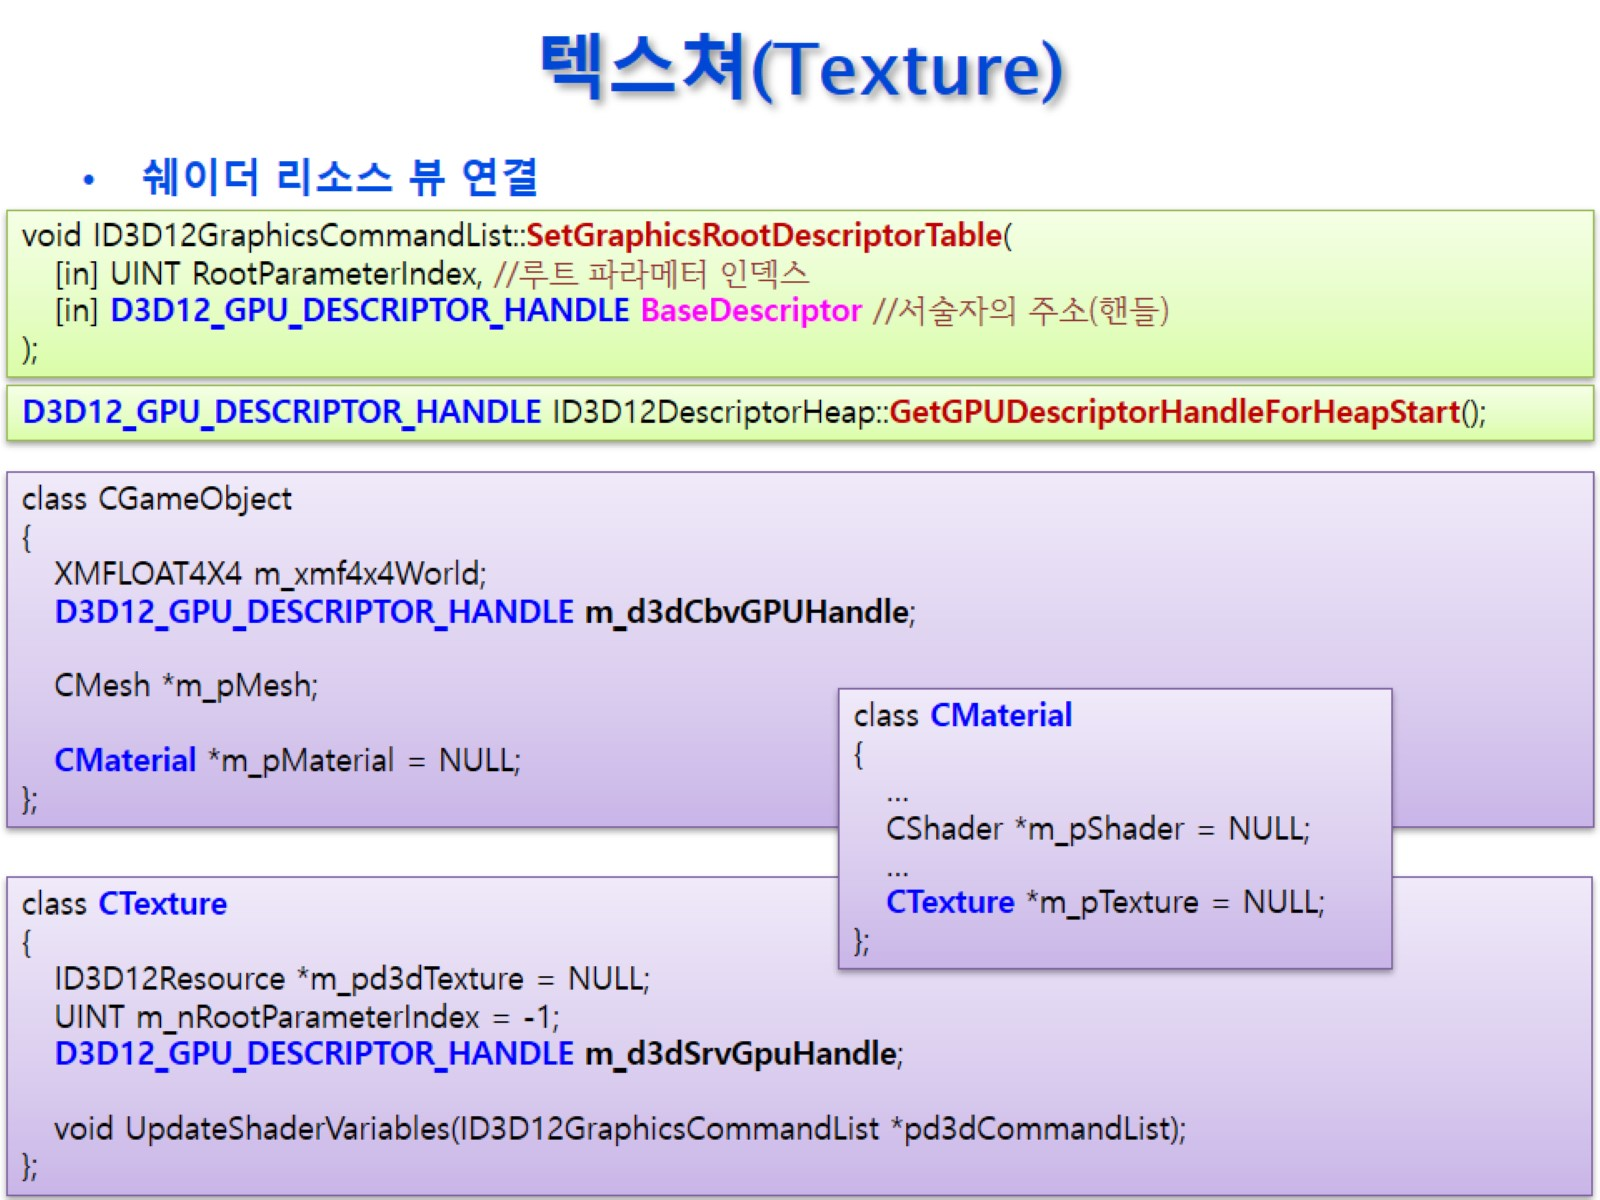 텍스쳐(Texture)
• 쉐이더 리소스 뷰 연결
void ID3D12GraphicsCommandList::SetGraphicsRootDescriptorTable(
[in] UINT RootParameterIndex, //루트 파라메터 인덱스
[in] D3D12_GPU_DESCRIPTOR_HANDLE BaseDescriptor //서술자의 주소(핸들)
);
D3D12_GPU_DESCRIPTOR_HANDLE ID3D12DescriptorHeap::GetGPUDescriptorHandleForHeapStart();
class CGameObject
{
XMFLOAT4X4 m_xmf4x4World;
D3D12_GPU_DESCRIPTOR_HANDLE m_d3dCbvGPUHandle;
CMesh *m_pMesh;
CMaterial *m_pMaterial = NULL;
};
class CMaterial
{
...
CShader *m_pShader = NULL;
...
CTexture *m_pTexture = NULL;
};
class CTexture
{
ID3D12Resource *m_pd3dTexture = NULL;
UINT m_nRootParameterIndex = -1;
D3D12_GPU_DESCRIPTOR_HANDLE m_d3dSrvGpuHandle;
void UpdateShaderVariables(ID3D12GraphicsCommandList *pd3dCommandList);
};